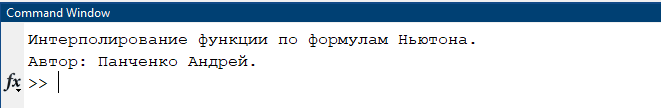 Command Window
Интерполирование функции по формулам Ньютона.
Автор: Панченко Андрей.
fx >>